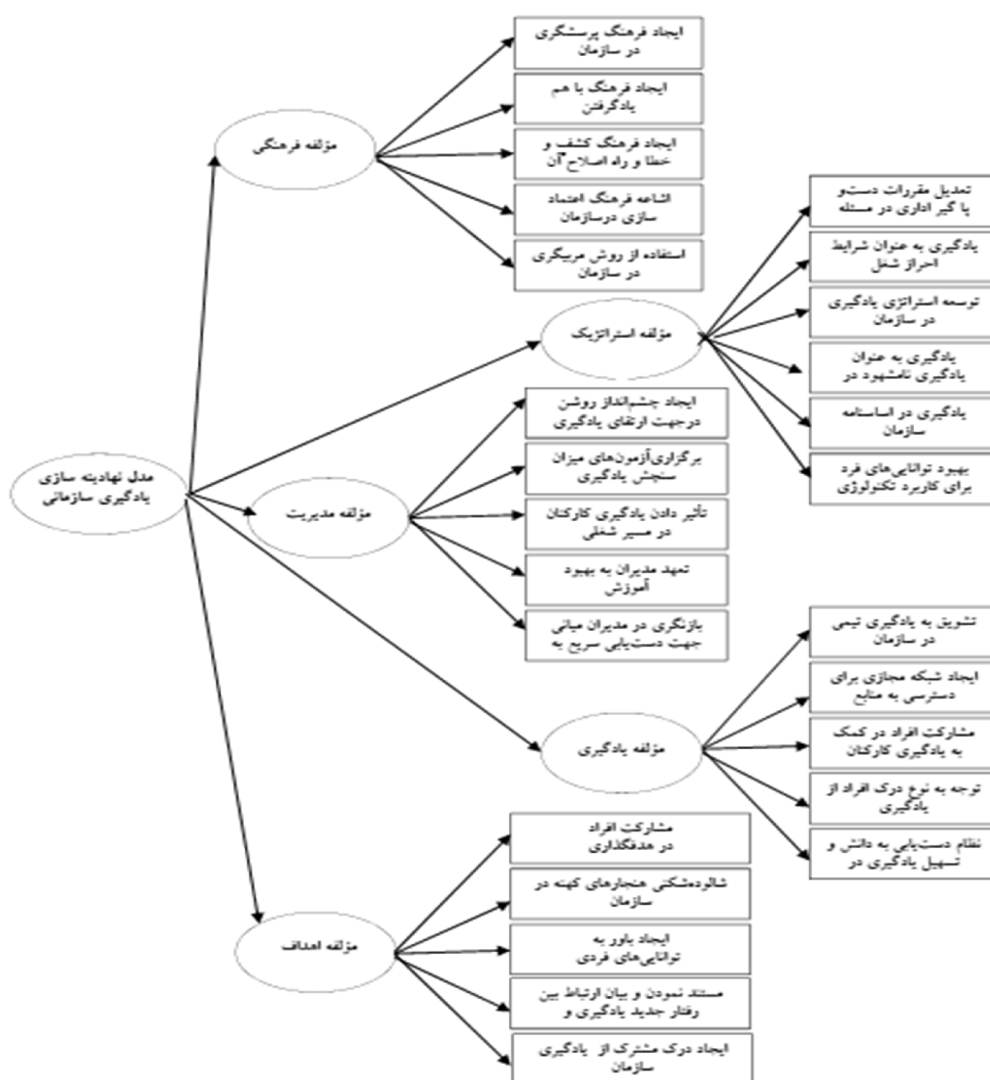 مدل نهادینه سازی
یادگیری سازمانی
مؤلفه فرهنگی
ایجاد فرهنگ پرسشگری
در سازمان
ایجاد فرهنگ با هم
یادگرفتن
ایجاد فرهنگ کشف و
خطا و راه اصلاح آن
اشاعه فرهنگ اعتماد
سازی درسازمان
استفاده از روش مربیگری
در سازمان
مؤلفه استراتژیک
تعدیل مقررات دست‌و
پا گیر اداری در مسئله
یادگیری به عنوان شرایط
احراز شغل
توسعه استراتژی یادگیری
در سازمان
یادگیری به عنوان
یادگیری نامشهود در
یادگیری در اساسنامه
سازمان
بهبود توانایی‌های فرد
برای کاربرد تکنولوژی
مؤلفه مدیریت
ایجاد چشم‌انداز روشن
درجهت ارتقای یادگیری
برگزاری‌آزمون‌های میزان
سنجش یادگیری
تأثیر دادن یادگیری کارکنان
در مسیر شغلی
تعهد مدیران به بهبود
آموزش
بازنگری در مدیران میانی
جهت دست‌یابی سریع به
مؤلفه یادگیری
تشویق به یادگیری تیمی
در سازمان
ایجاد شبکه مجازی برای
دسترسی به منابع
مشارکت افراد در کمک
به یادگیری کارکنان
توجه به نوع درک افراد از
یادگیری
نظام دست‌یابی به دانش و
تسهیل یادگیری در
مؤلفه اهداف
مشارکت افراد
در هدفگذاری
شالوده‌شکنی هنجارهای کهنه در
سازمان
ایجاد باور به
توانایی‌های فردی
مستند نمودن و بیان ارتباط بین
رفتار جدید یادگیری و
ایجاد درک مشترک از یادگیری
سازمان